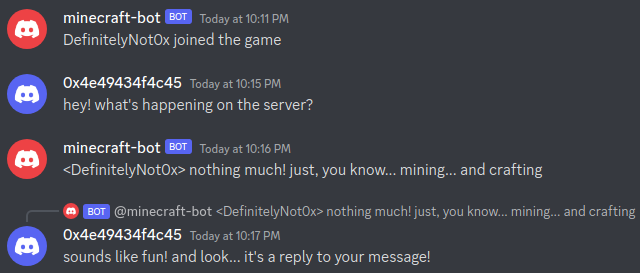 minecraft-bot BOT Today at 10:11 PM
DefinitelyNot0x joined the game
0x4e49434f4c45 Today at 10:15 PM
hey! what's happening on the server?
minecraft-bot BOT Today at 10:16 PM
<DefinitelyNot0x> nothing much! just, you know... mining... and crafting
BOT @minecraft-bot <DefinitelyNot0x> nothing much! just, you know... mining... and crafting
0x4e49434f4c45 Today at 10:17 PM
sounds like fun! and look... it's a reply to your message!